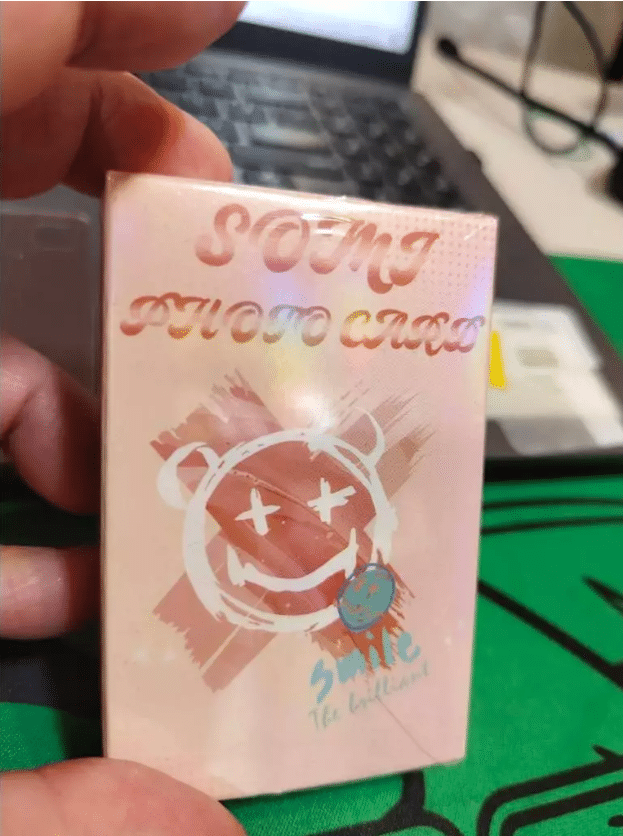 SOMI
PHOTO CARD
Smile
The brilliant